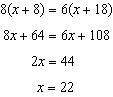 8(x + 8) = 6(x + 18)
8x + 64 = 6x + 108
2x = 44
x = 22